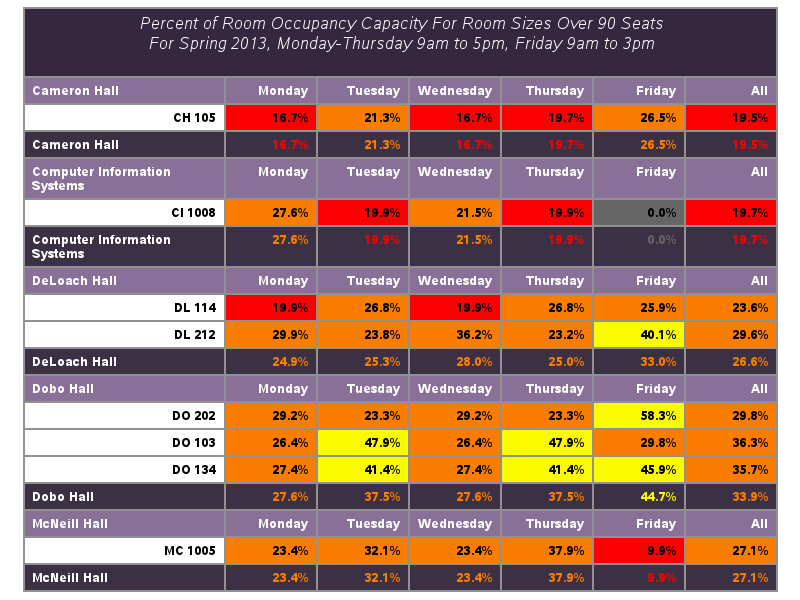 Percent of Room Occupancy Capacity For Room Sizes Over 90 Seats
For Spring 2013, Monday-Thursday 9am to 5pm, Friday 9am to 3pm
Cameron Hall Monday Tuesday Wednesday Thursday Friday All
CH 105 16.7% 21.3% 16.7% 19.7% 26.5% 19.5%
Cameron Hall 16.7% 21.3% 16.7% 19.7% 26.5% 19.5%
Computer Information Monday Tuesday Wednesday Thursday Friday All
Systems
CI 1008 27.6% 19.9% 21.5% 19.9% 0.0% 19.7%
Computer Information 27.6% 19.9% 21.5% 19.9% 0.0% 19.7%
Systems
DeLoach Hall Monday Tuesday Wednesday Thursday Friday All
DL 114 19.9% 26.8% 19.9% 26.8% 25.9% 23.6%
DL 212 29.9% 23.8% 36.2% 23.2% 40.1% 29.6%
DeLoach Hall 24.9% 25.3% 28.0% 25.0% 33.0% 26.6%
Dobo Hall Monday Tuesday Wednesday Thursday Friday All
DO 202 29.2% 23.3% 29.2% 23.3% 58.3% 29.8%
DO 103 26.4% 47.9% 26.4% 47.9% 29.8% 36.3%
DO 134 27.4% 41.4% 27.4% 41.4% 45.9% 35.7%
Dobo Hall 27.6% 37.5% 27.6% 37.5% 44.7% 33.9%
McNeill Hall Monday Tuesday Wednesday Thursday Friday All
MC 1005 23.4% 32.1% 23.4% 37.9% 9.9% 27.1%
McNeill Hall 23.4% 32.1% 23.4% 37.9% 9.9% 27.1%